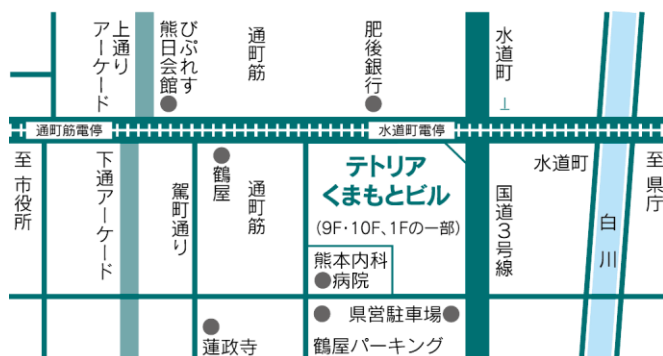 上通り
アーケード
びぷれす
熊日会館
通町筋
肥後銀行
水道町
通町筋電停
水道町電停
至 市役所
下通アーケード
駕町通り
鶴屋
通町筋
テトリア
くまもとビル
(9F・10F、1Fの一部)
熊本内科
病院
国道3号線
水道町
白川
至 県庁
蓮政寺
県営駐車場
鶴屋パーキング